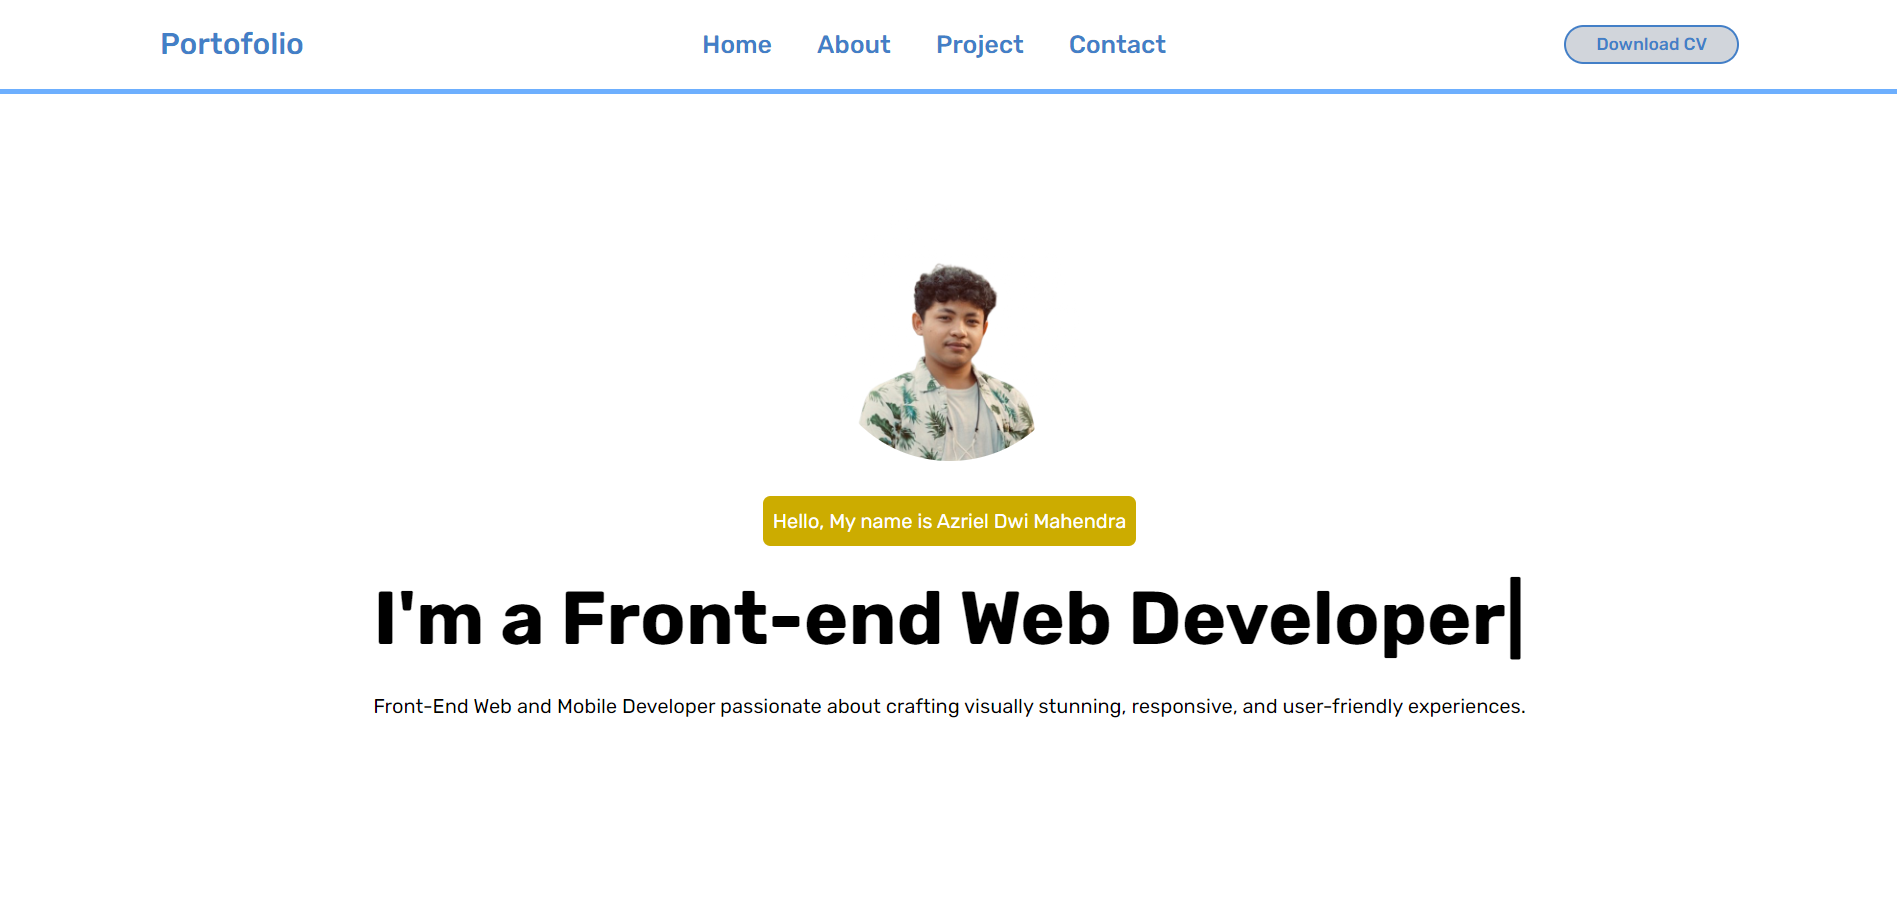 Portofolio
Home About Project Contact
Download CV
Hello, My name is Azriel Dwi Mahendra
I'm a Front-end Web Developer|
Front-End Web and Mobile Developer passionate about crafting visually stunning, responsive, and user-friendly experiences.